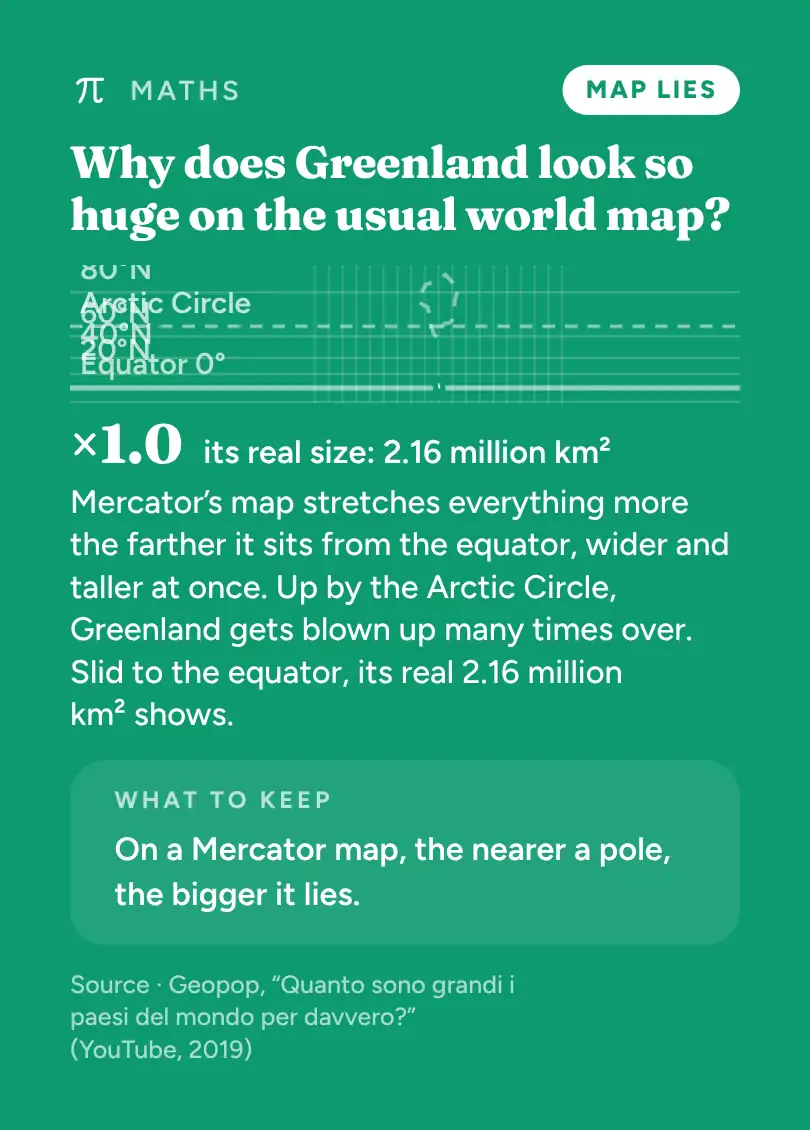 π MATHS
MAP LIES
Why does Greenland look so
huge on the usual world map?
80°N
Arctic Circle
60°N
40°N
20°N
Equator 0°
×1.0 its real size: 2.16 million km²
Mercator’s map stretches everything more
the farther it sits from the equator, wider and
taller at once. Up by the Arctic Circle,
Greenland gets blown up many times over.
Slid to the equator, its real 2.16 million
km² shows.
WHAT TO KEEP
On a Mercator map, the nearer a pole,
the bigger it lies.
Source · Geopop, “Quanto sono grandi i
paesi del mondo per davvero?”
(YouTube, 2019)